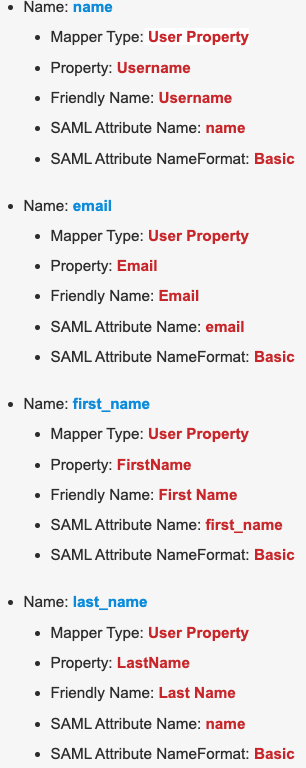 Name: name
Mapper Type: User Property
Property: Username
Friendly Name: Username
SAML Attribute Name: name
SAML Attribute NameFormat: Basic
Name: email
Mapper Type: User Property
Property: Email
Friendly Name: Email
SAML Attribute Name: email
SAML Attribute NameFormat: Basic
Name: first_name
Mapper Type: User Property
Property: FirstName
Friendly Name: First Name
SAML Attribute Name: first_name
SAML Attribute NameFormat: Basic
Name: last_name
Mapper Type: User Property
Property: LastName
Friendly Name: Last Name
SAML Attribute Name: name
SAML Attribute NameFormat: Basic